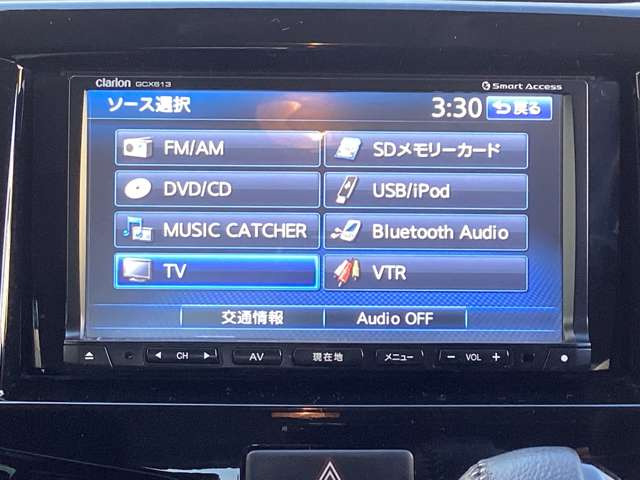 clarion GCX613
Smart Access
ソース選択
3:30
戻る
FM/AM
SDメモリーカード
DVD/CD
USB/iPod
MUSIC CATCHER
Bluetooth Audio
TV
VTR
交通情報
Audio OFF
CH
AV
現在地
メニュー
− VOL +